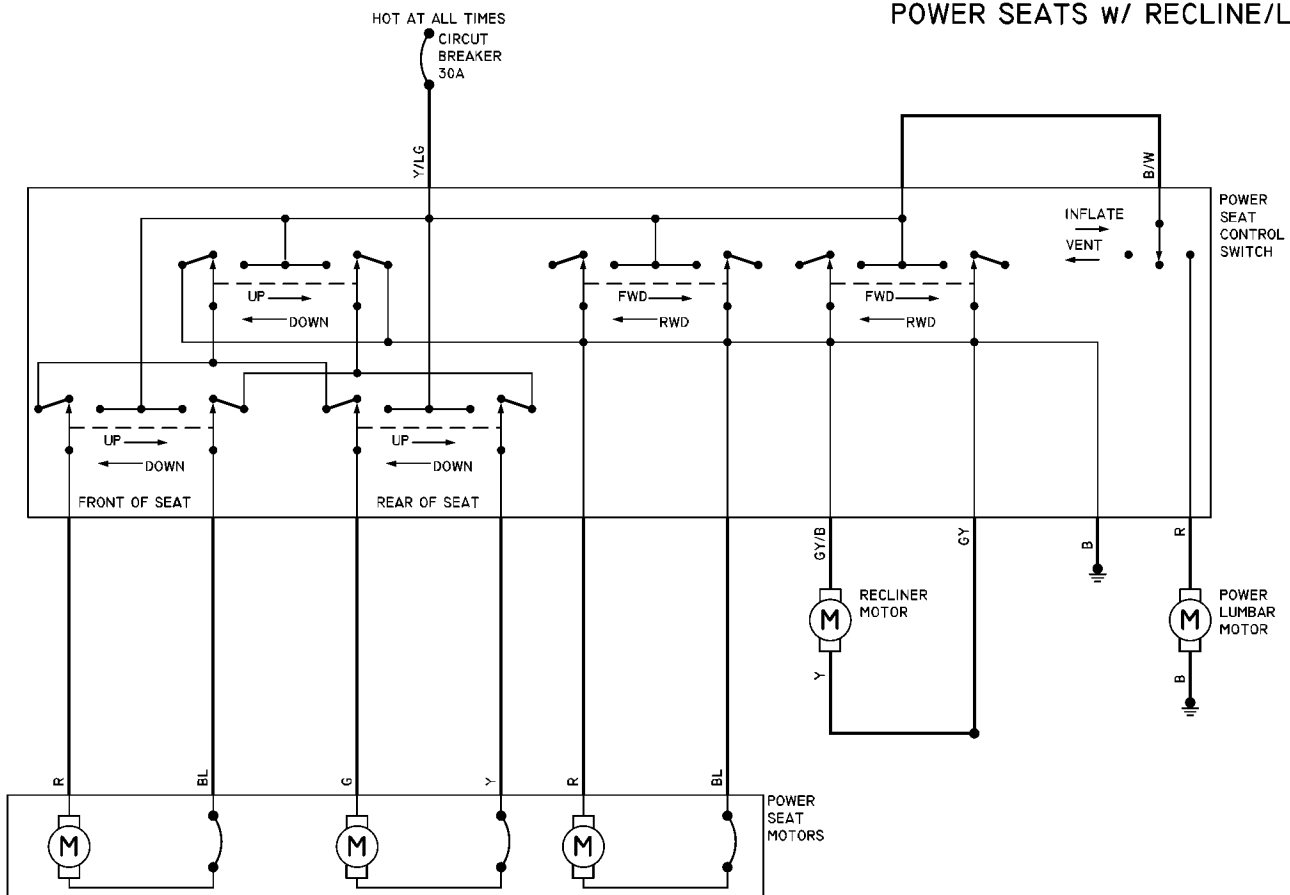 POWER SEATS W/ RECLINE/L
HOT AT ALL TIMES
CIRCUT
BREAKER
30A
Y/LG
B/W
POWER
SEAT
CONTROL
SWITCH
INFLATE
VENT
UP
DOWN
FWD
RWD
FWD
RWD
UP
DOWN
UP
DOWN
FRONT OF SEAT
REAR OF SEAT
GY/B
GY
B
R
RECLINER
MOTOR
M
POWER
LUMBAR
MOTOR
M
Y
B
R
BL
G
Y
R
BL
POWER
SEAT
MOTORS
M
M
M